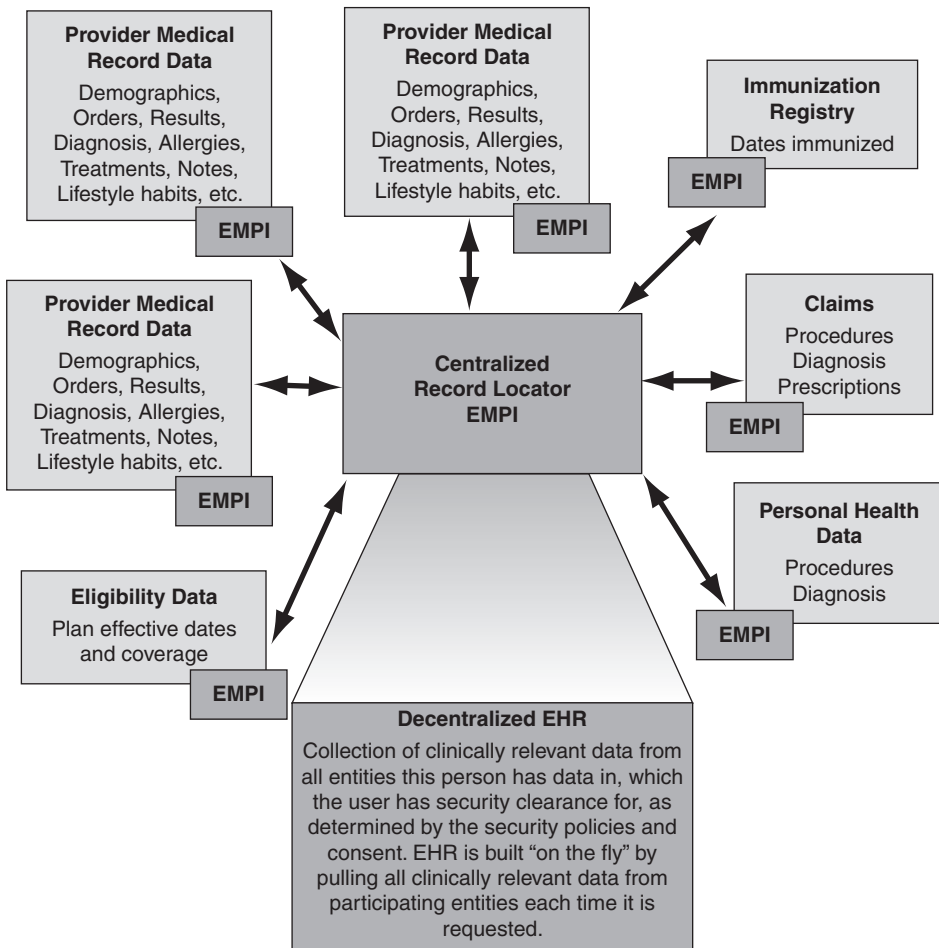 Provider Medical
Record Data
Demographics,
Orders, Results,
Diagnosis, Allergies,
Treatments, Notes,
Lifestyle habits, etc.
EMPI
Provider Medical
Record Data
Demographics,
Orders, Results,
Diagnosis, Allergies,
Treatments, Notes,
Lifestyle habits, etc.
EMPI
Immunization
Registry
Dates immunized
EMPI
Provider Medical
Record Data
Demographics,
Orders, Results,
Diagnosis, Allergies,
Treatments, Notes,
Lifestyle habits, etc.
EMPI
Centralized
Record Locator
EMPI
Claims
Procedures
Diagnosis
Prescriptions
EMPI
Personal Health
Data
Procedures
Diagnosis
EMPI
Eligibility Data
Plan effective dates
and coverage
EMPI
Decentralized EHR
Collection of clinically relevant data from
all entities this person has data in, which
the user has security clearance for, as
determined by the security policies and
consent. EHR is built “on the fly” by
pulling all clinically relevant data from
participating entities each time it is
requested.